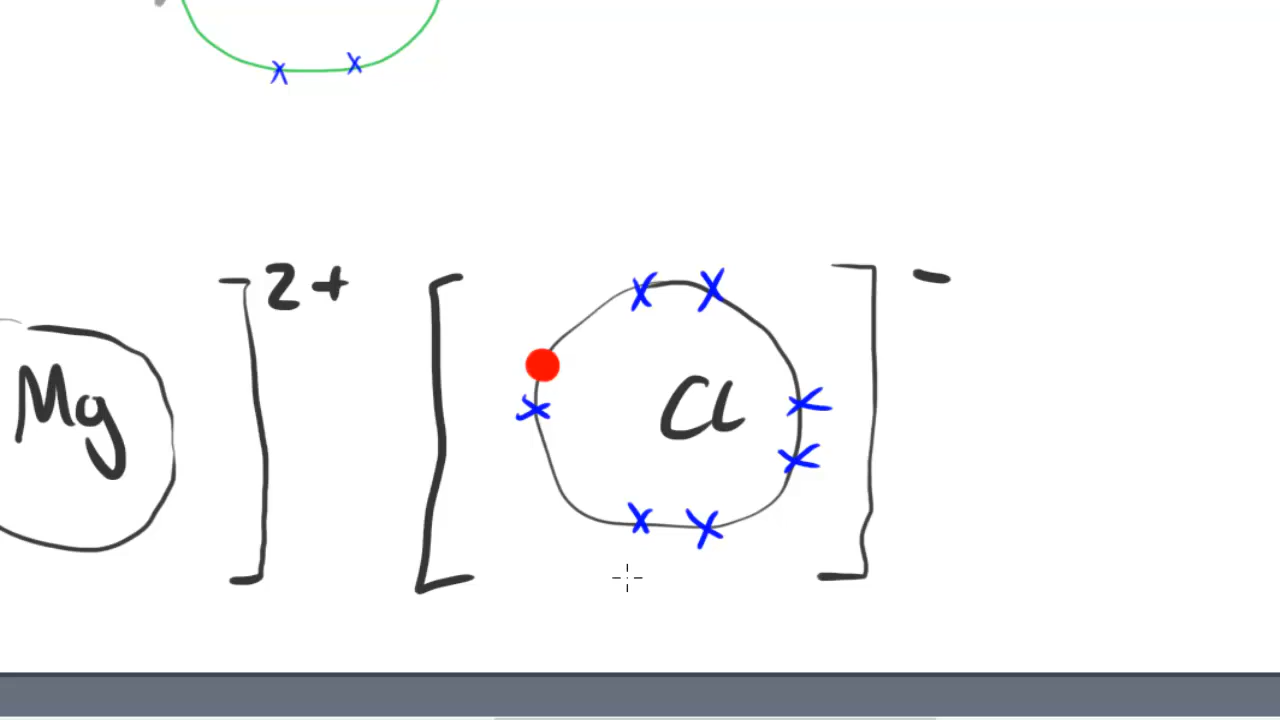 Mg ]²⁺ [ Cl ]⁻